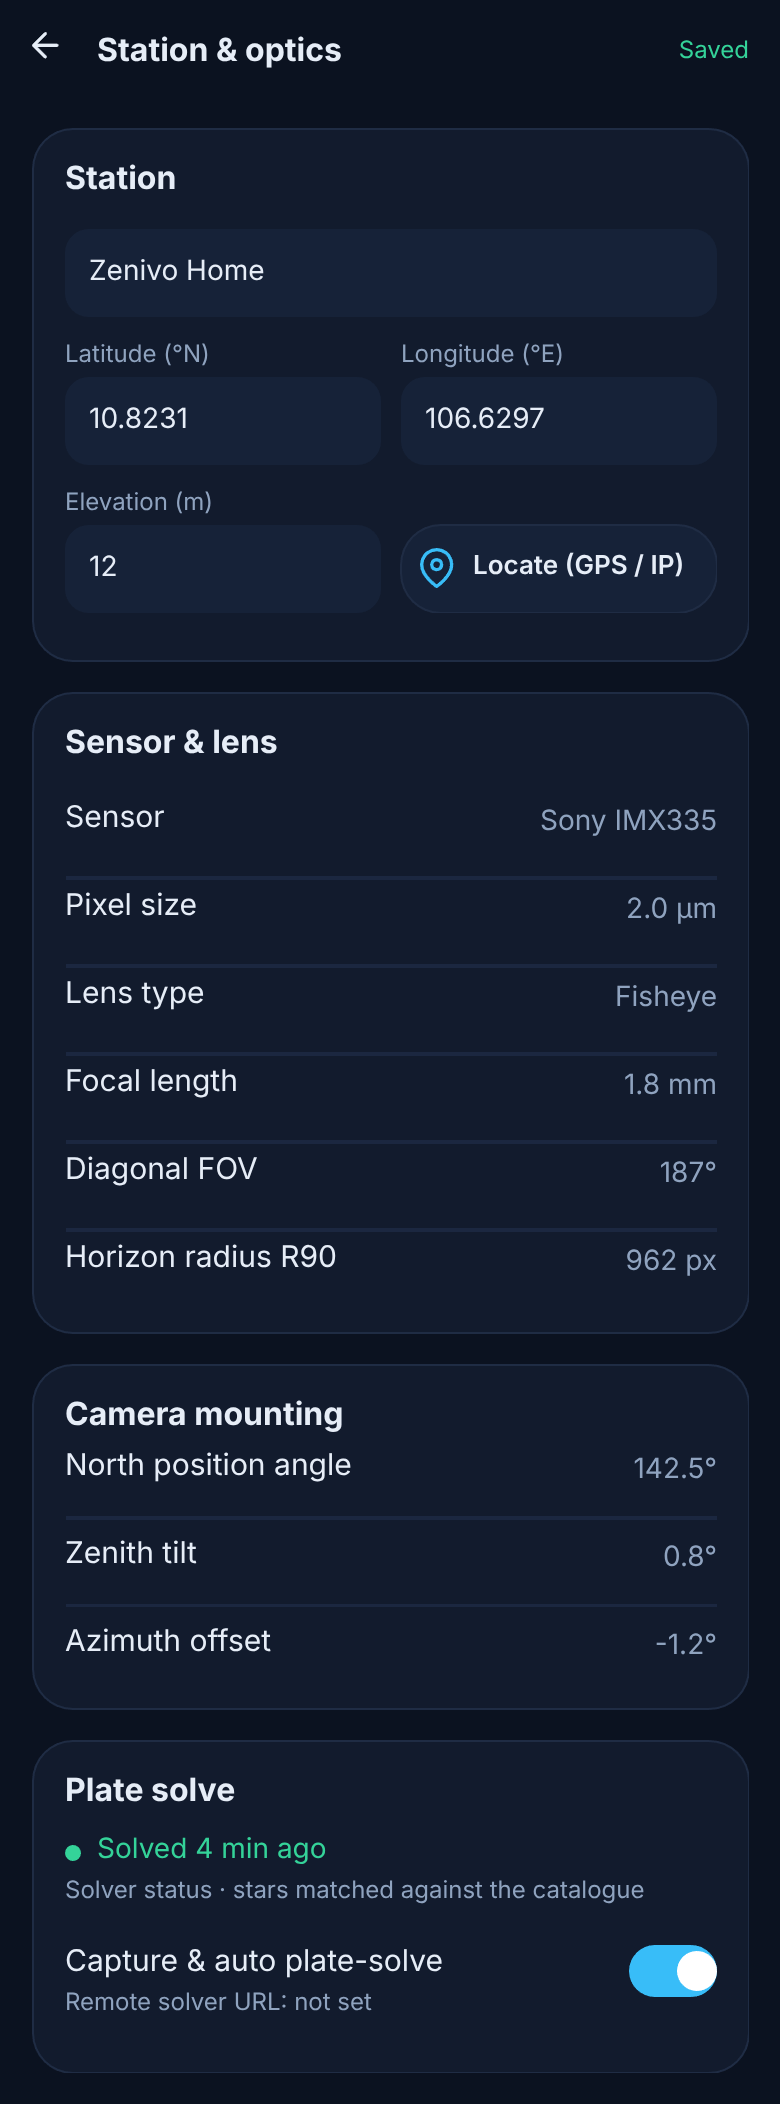 Station & optics
Saved
Station
Zenivo Home
Latitude (°N)
Longitude (°E)
10.8231
106.6297
Elevation (m)
12
Locate (GPS / IP)
Sensor & lens
Sensor
Sony IMX335
Pixel size
2.0 µm
Lens type
Fisheye
Focal length
1.8 mm
Diagonal FOV
187°
Horizon radius R90
962 px
Camera mounting
North position angle
142.5°
Zenith tilt
0.8°
Azimuth offset
-1.2°
Plate solve
Solved 4 min ago
Solver status · stars matched against the catalogue
Capture & auto plate-solve
Remote solver URL: not set